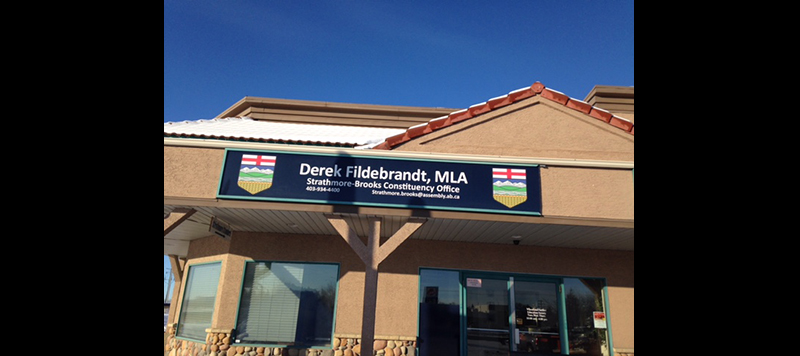 Derek Fildebrandt, MLA
Strathmore-Brooks Constituency Office
403-934-4400
Strathmore.brooks@assembly.ab.ca